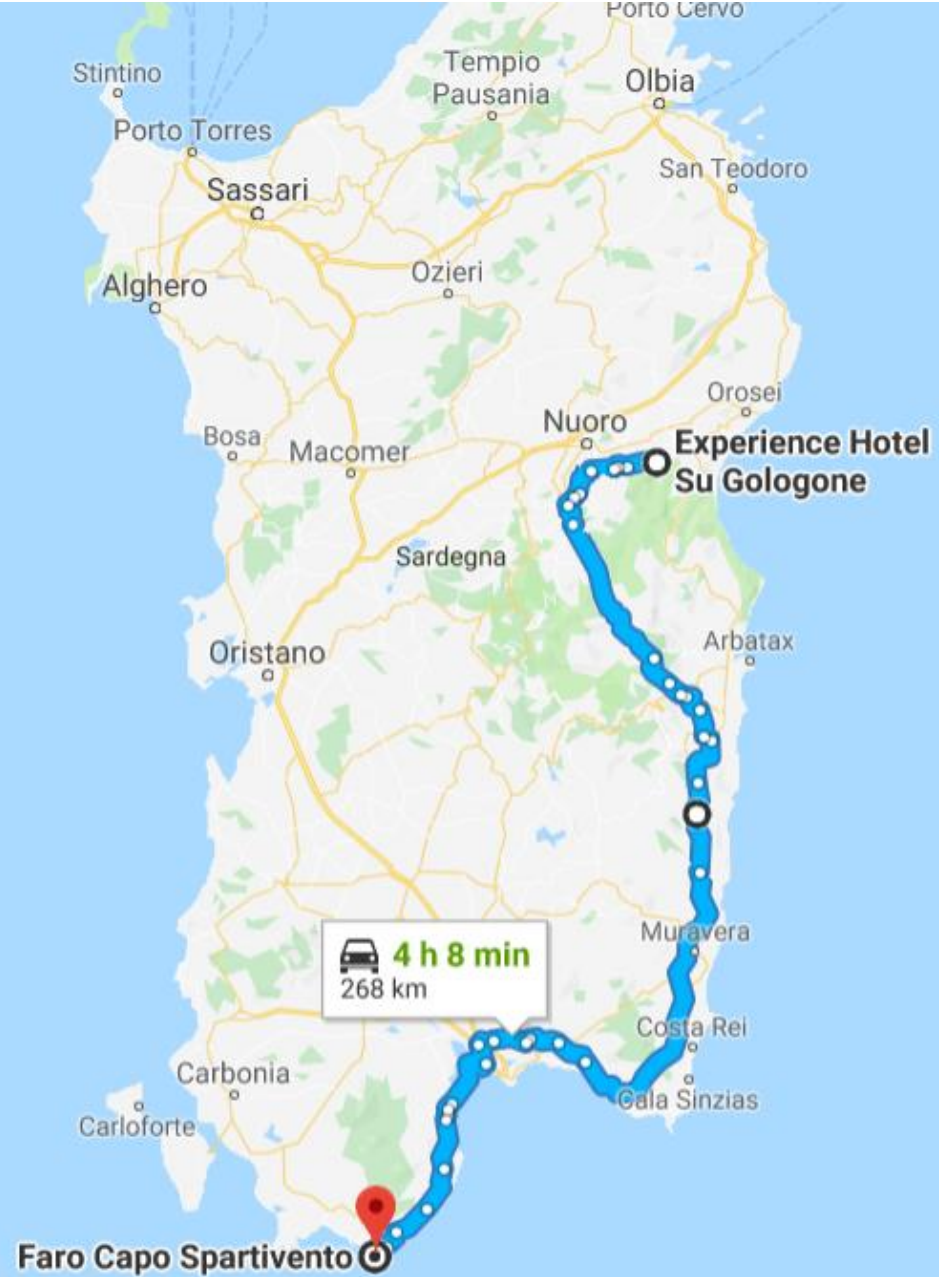 Porto Cervo
Stintino
Tempio
Pausania
Olbia
Porto Torres
San Teodoro
Sassari
Ozieri
Alghero
Orosei
Nuoro
Bosa
Macomer
Experience Hotel
Su Gologone
Sardegna
Arbatax
Oristano
Muravera
4 h 8 min
268 km
Costa Rei
Carbonia
Cala Sinzias
Carloforte
Faro Capo Spartivento